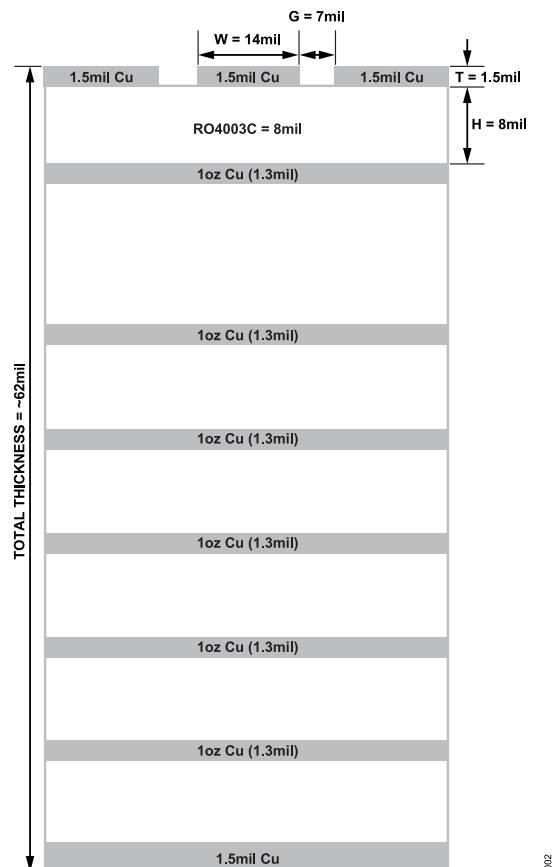 G = 7mil
W = 14mil
1.5mil Cu
1.5mil Cu
1.5mil Cu
T = 1.5mil
RO4003C = 8mil
H = 8mil
1oz Cu (1.3mil)
1oz Cu (1.3mil)
1oz Cu (1.3mil)
TOTAL THICKNESS = ~62mil
1oz Cu (1.3mil)
1oz Cu (1.3mil)
1oz Cu (1.3mil)
1.5mil Cu
002